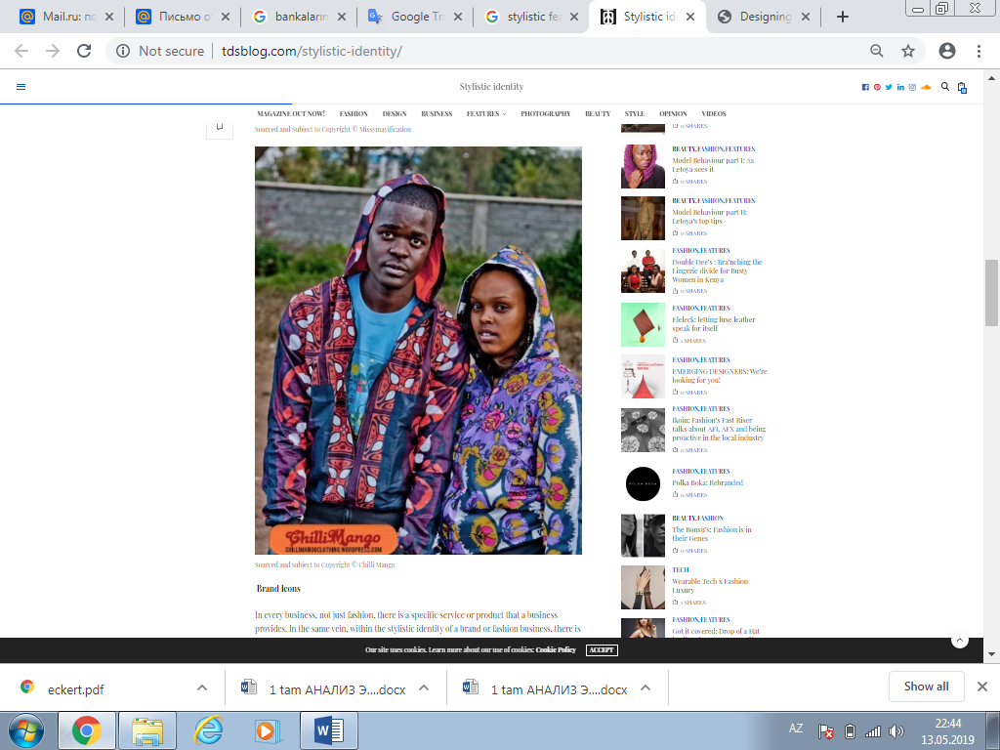 Mail.ru: по
Письмо о
bankaların
Google Tra
stylistic fea
Stylistic ide
Designing
Not secure
tdsblog.com/stylistic-identity/
Stylistic identity
MAGAZINE OUT NOW!
FASHION
DESIGN
BUSINESS
FEATURES
PHOTOGRAPHY
BEAUTY
STYLE
OPINION
VIDEOS
Sourced and Subject to Copyright © Missymayification
ChilliMango
CHILLIMANGOCLOTHING.WORDPRESS.COM
Sourced and subject to Copyright © Chilli Mango
Brand Icons
In every business, not just fashion, there is a specific service or product that a business
provides. In the same vein, within the stylistic identity of a brand or fashion business, there is
0 SHARES
BEAUTY,FASHION,FEATURES
Model Behaviour part I: As
Letoya sees it
0 SHARES
BEAUTY,FASHION,FEATURES
Model Behaviour part II:
Letoya's top tips
0 SHARES
FASHION,FEATURES
Double Dee's : Bra'nching the
Lingerie divide for Busty
Women in Kenya
0 SHARES
FASHION,FEATURES
Eleleck: letting luxe leather
speak for itself
1 SHARES
FASHION,FEATURES
EMERGING DESIGNERS: We're
looking for you!
0 SHARES
FASHION,FEATURES
Ikojn: Fashion's Fast Riser
talks about AFI, AFX and being
proactive in the local industry
0 SHARES
POLKA BOKA
FASHION,FEATURES
Polka Boka: Rebranded
0 SHARES
BEAUTY,FASHION
The Bonsu's: Fashion is in
their Genes
0 SHARES
TECH
Wearable Tech x Fashion
Luxury
1 SHARES
FASHION,FEATURES
Got it covered: Drop of a Hat
Our site uses cookies. Learn more about our use of cookies: Cookie Policy
ACCEPT
eckert.pdf
1 tam АНАЛИЗ Э....docx
1 tam АНАЛИЗ Э....docx
Show all
AZ
22:44
13.05.2019